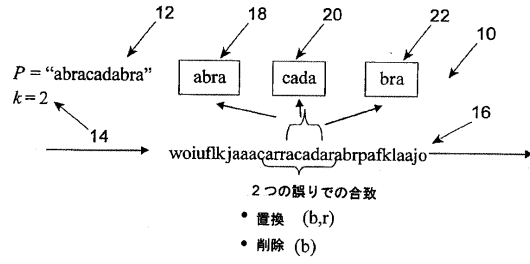 12
18
20
22
10
P = “abracadabra”
k = 2
abra
cada
bra
14
16
woiuflkjaaacarracadarabrpafklaajo
2つの誤りでの合致
• 置換 (b,r)
• 削除 (b)